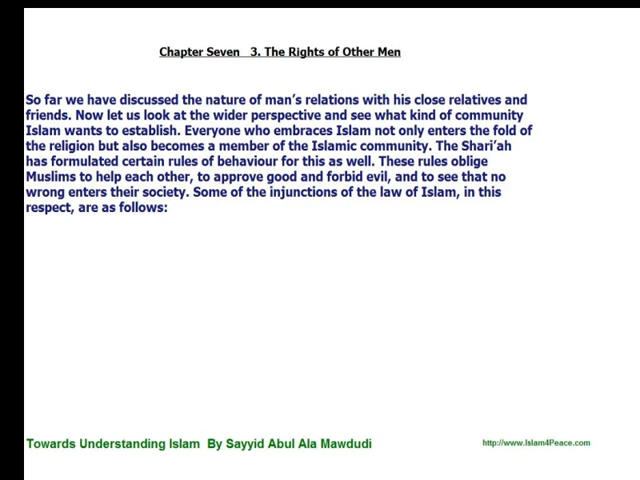 Chapter Seven   3. The Rights of Other Men
So far we have discussed the nature of man's relations with his close relatives and
friends. Now let us look at the wider perspective and see what kind of community
Islam wants to establish. Everyone who embraces Islam not only enters the fold of
the religion but also becomes a member of the Islamic community. The Shari'ah
has formulated certain rules of behaviour for this as well. These rules oblige
Muslims to help each other, to approve good and forbid evil, and to see that no
wrong enters their society. Some of the injunctions of the law of Islam, in this
respect, are as follows:
Towards Understanding Islam  By Sayyid Abul Ala Mawdudi
http://www.Islam4Peace.com